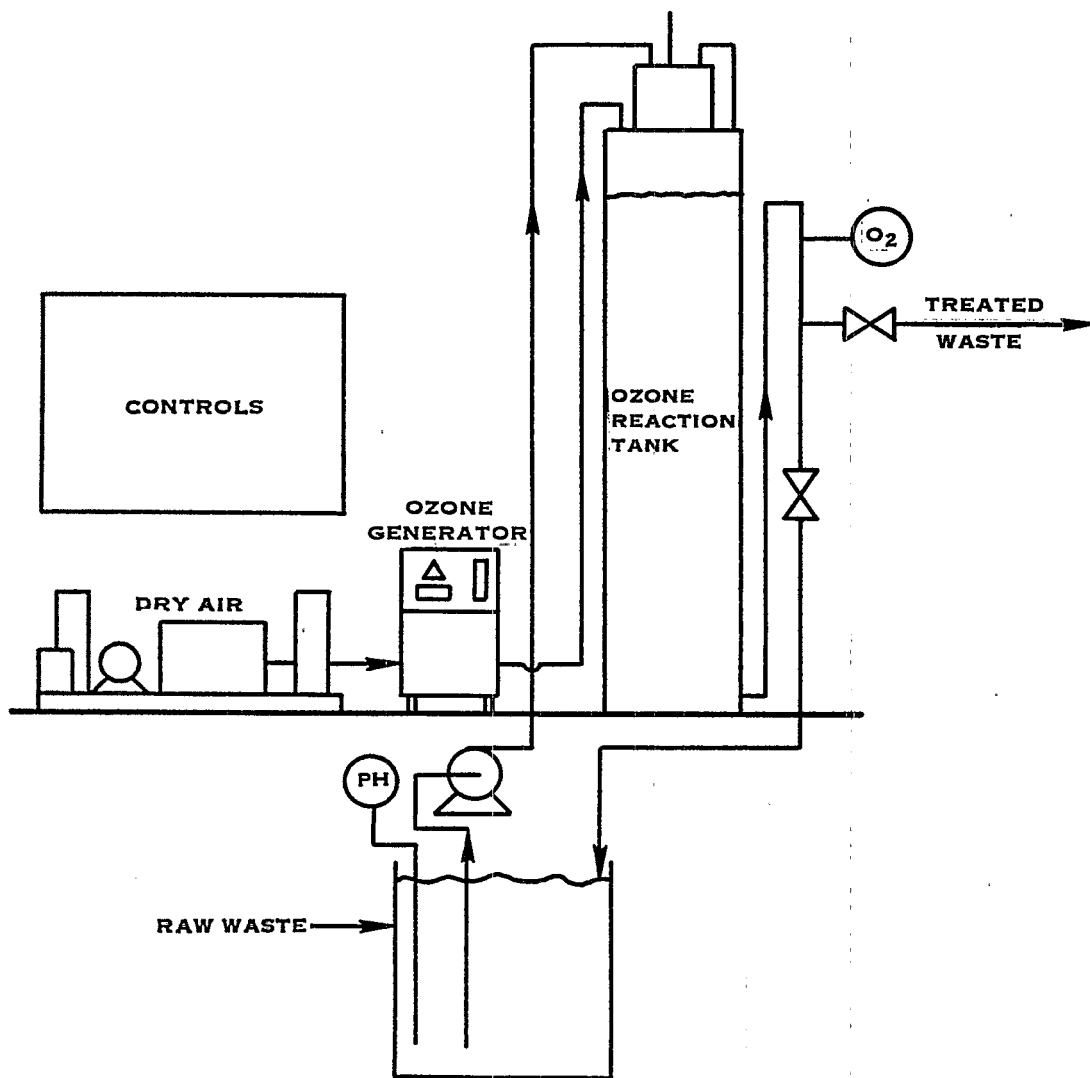 O2
TREATED
WASTE
CONTROLS
OZONE
REACTION
TANK
OZONE
GENERATOR
DRY AIR
PH
RAW WASTE